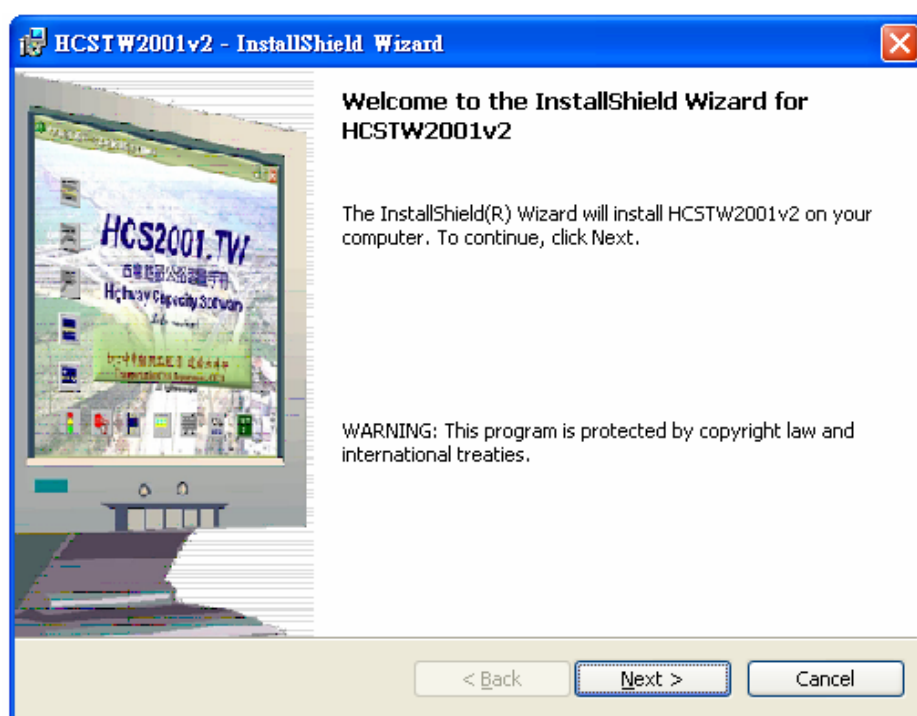 HCSTW2001v2 - InstallShield Wizard
Welcome to the InstallShield Wizard for
HCSTW2001v2
The InstallShield(R) Wizard will install HCSTW2001v2 on your
computer. To continue, click Next.
HCS2001.TW
Highway Capacity Software
WARNING: This program is protected by copyright law and
international treaties.
< Back
Next >
Cancel